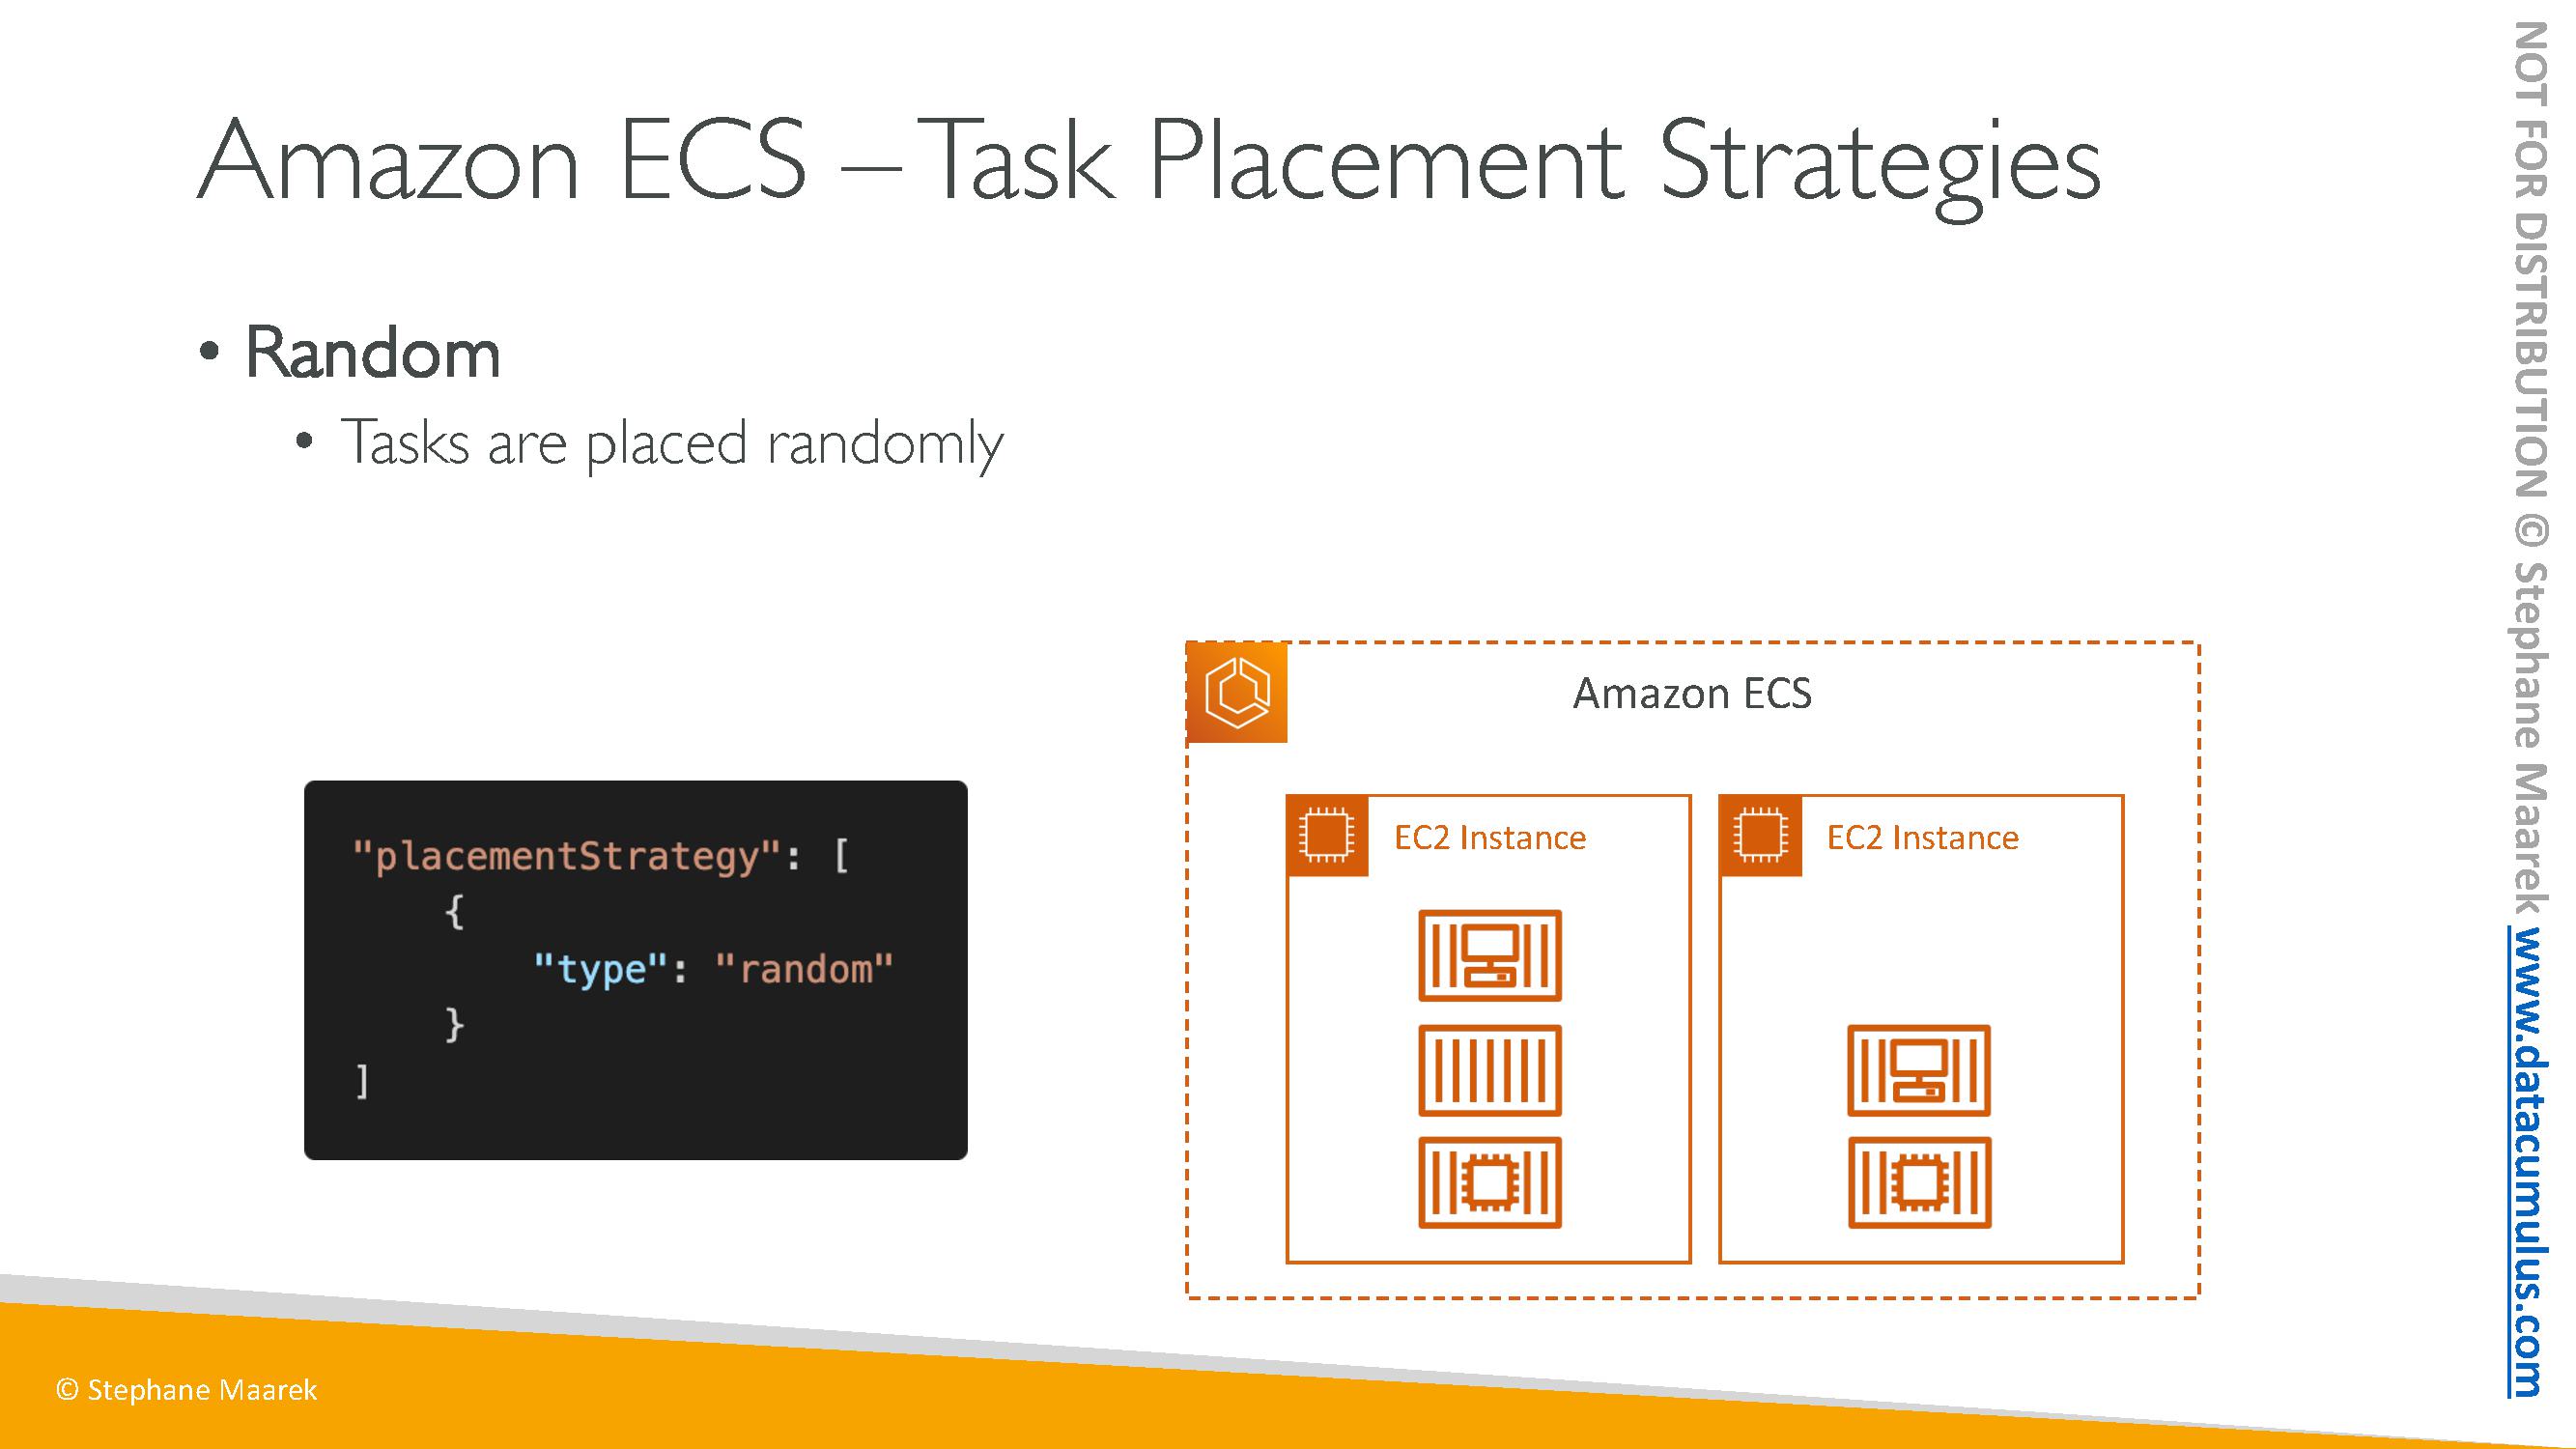 Amazon ECS – Task Placement Strategies
• Random
• Tasks are placed randomly
"placementStrategy": [
{
"type": "random"
}
]
Amazon ECS
EC2 Instance
EC2 Instance
© Stephane Maarek
NOT FOR DISTRIBUTION © Stephane Maarek www.datacumulus.com